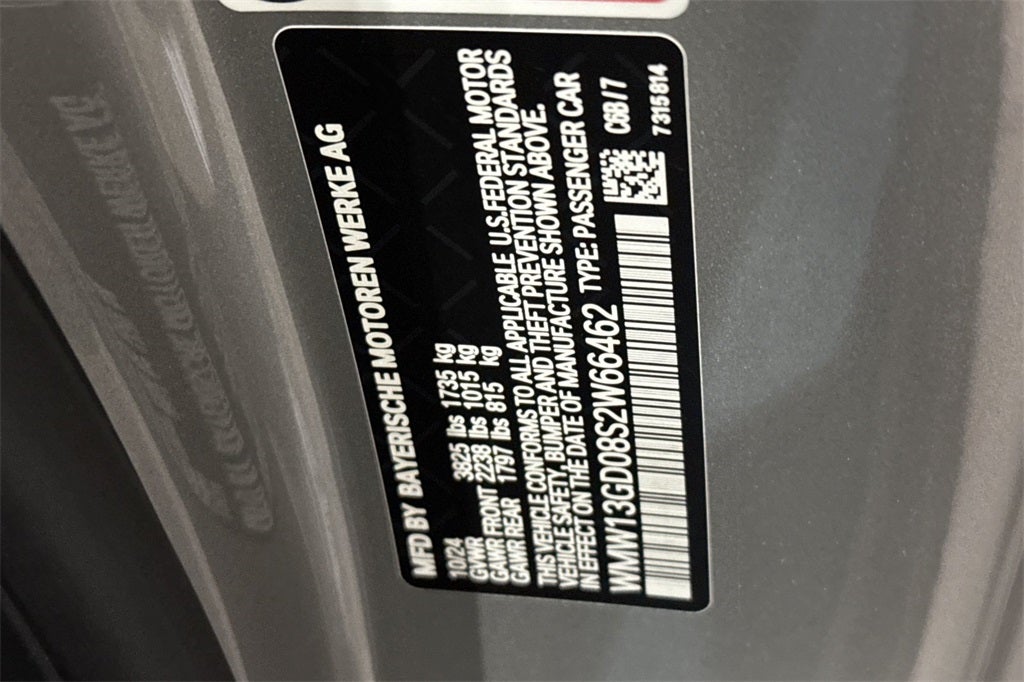 MFD BY BAYERISCHE MOTOREN WERKE AG
10/24
GVWR 3825 lbs 1735 kg
GAWR FRONT 2238 lbs 1015 kg
GAWR REAR 1797 lbs 815 kg
THIS VEHICLE CONFORMS TO ALL APPLICABLE U.S. FEDERAL MOTOR
VEHICLE SAFETY, BUMPER AND THEFT PREVENTION STANDARDS
IN EFFECT ON THE DATE OF MANUFACTURE SHOWN ABOVE.
WMW13GD08S2W66462 TYPE: PASSENGER CAR
C6B / 7
7315814